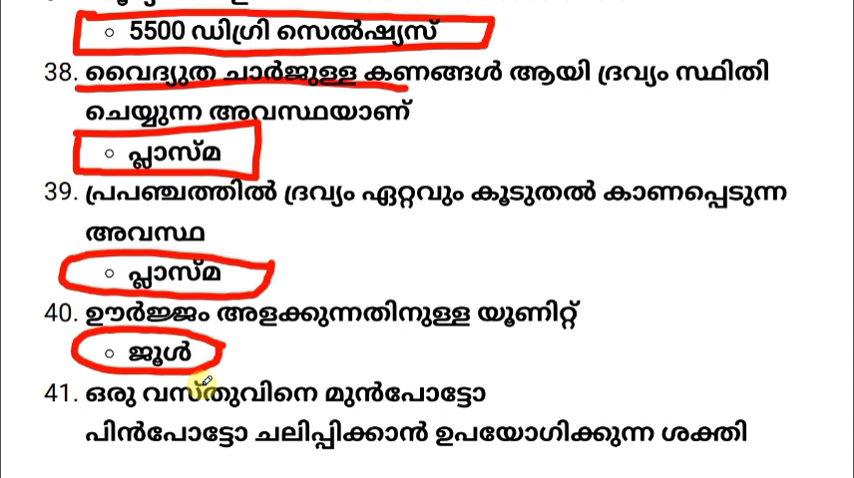 ○ 5500 ഡിഗ്രി സെൽഷ്യസ്
38. വൈദ്യുത ചാർജുള്ള കണങ്ങൾ ആയി ദ്രവ്യം സ്ഥിതി
ചെയ്യുന്ന അവസ്ഥയാണ്
○ പ്ലാസ്മ
39. പ്രപഞ്ചത്തിൽ ദ്രവ്യം ഏറ്റവും കൂടുതൽ കാണപ്പെടുന്ന
അവസ്ഥ
○ പ്ലാസ്മ
40. ഊർജ്ജം അളക്കുന്നതിനുള്ള യൂണിറ്റ്
○ ജൂൾ
41. ഒരു വസ്തുവിനെ മുൻപോട്ടോ
പിൻപോട്ടോ ചലിപ്പിക്കാൻ ഉപയോഗിക്കുന്ന ശക്തി